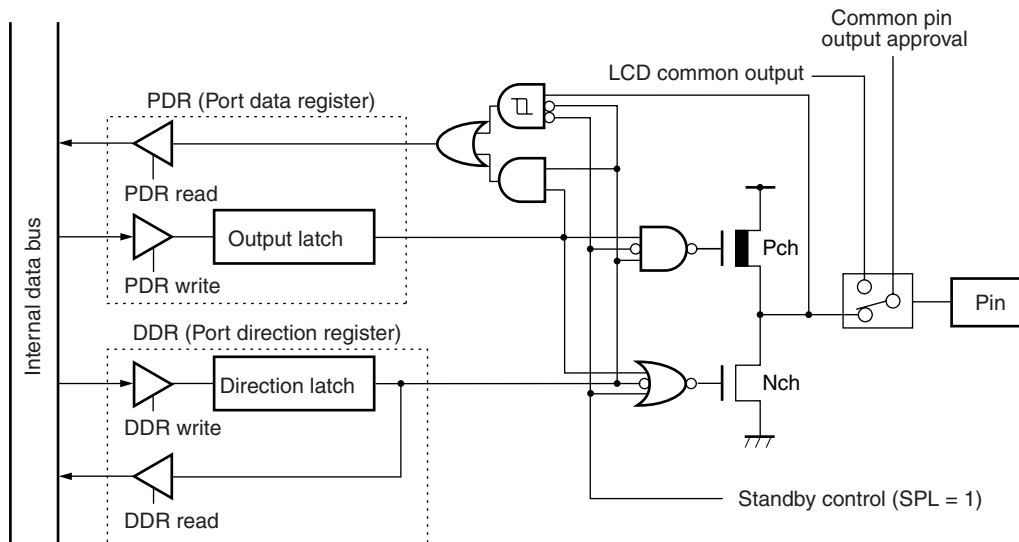 Common pin
output approval
LCD common output
PDR (Port data register)
PDR read
Output latch
PDR write
Pch
Pin
Internal data bus
DDR (Port direction register)
Direction latch
Nch
DDR write
Standby control (SPL = 1)
DDR read